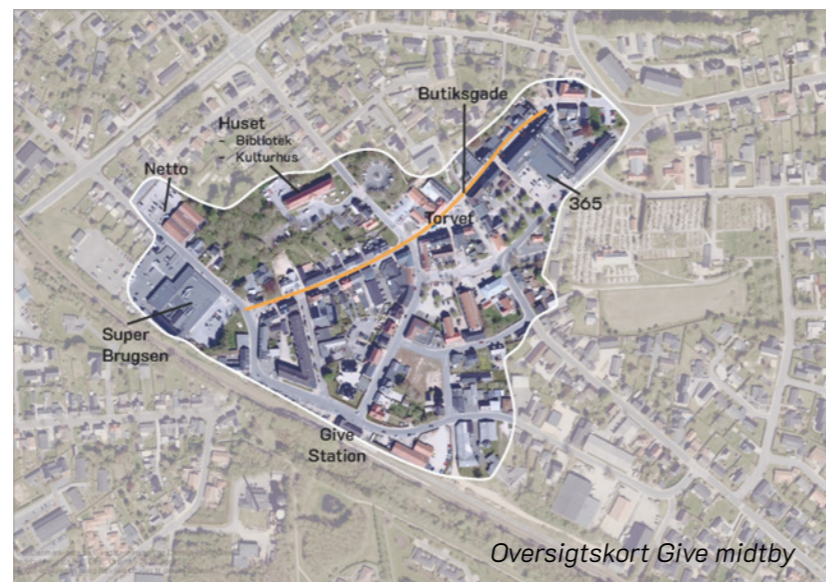 Butiksgade
Huset
- Bibliotek
- Kulturhus
Netto
365
Torvet
Super
Brugsen
Give
Station
Oversigtskort Give midtby